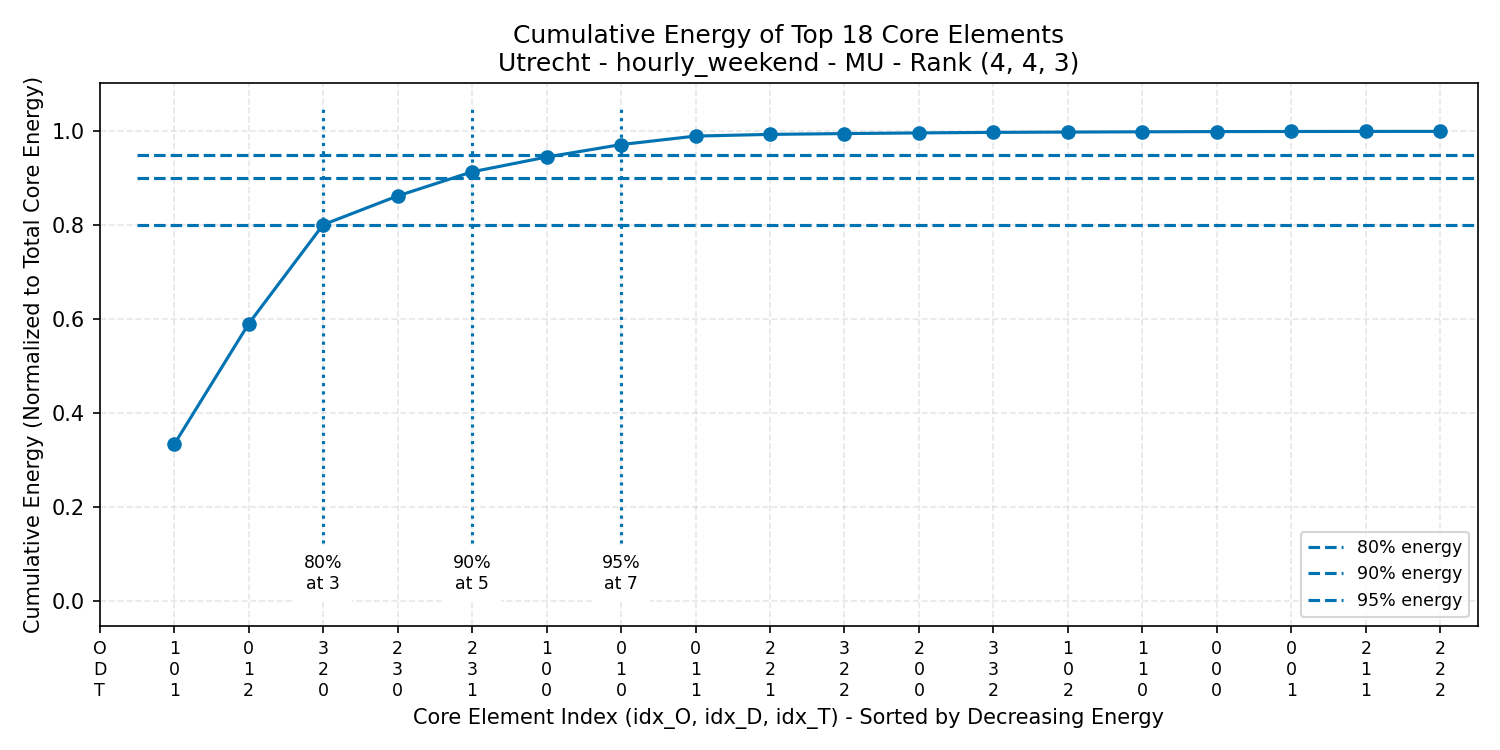 Cumulative Energy of Top 18 Core Elements
Utrecht - hourly_weekend - MU - Rank (4, 4, 3)
Cumulative Energy (Normalized to Total Core Energy)
1.0
0.8
0.6
0.4
0.2
0.0
80%
at 3
90%
at 5
95%
at 7
80% energy
90% energy
95% energy
O 1 0 3 2 2 1 0 0 2 3 2 3 1 1 0 0 2 2
D 0 1 2 3 3 0 1 1 2 2 0 3 0 1 0 0 1 2
T 1 2 0 0 1 0 0 1 1 2 0 2 2 0 0 1 1 2
Core Element Index (idx_O, idx_D, idx_T) - Sorted by Decreasing Energy